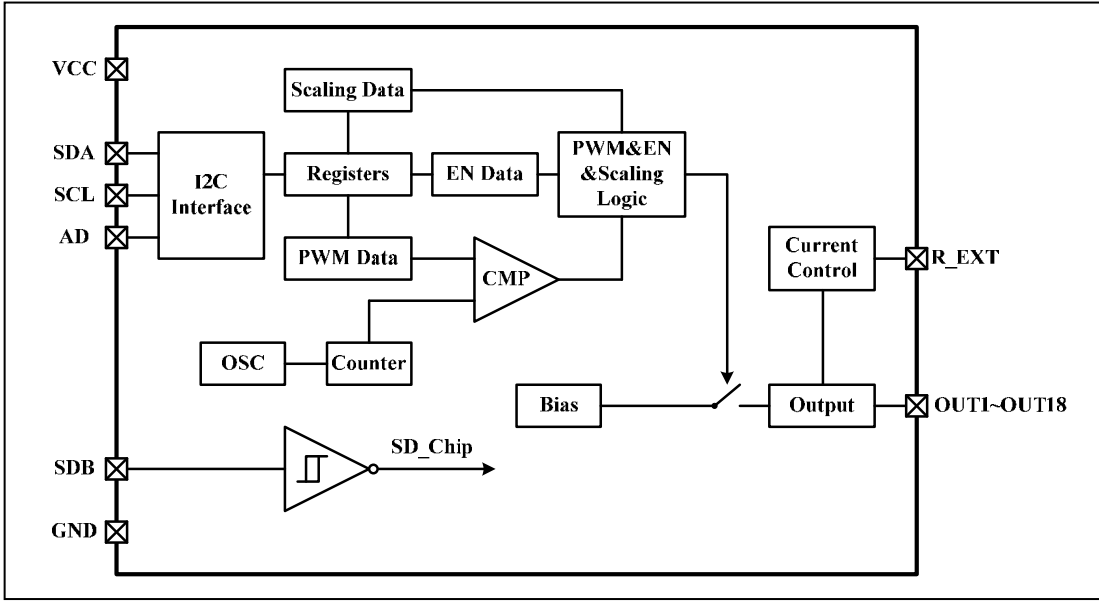 VCC
SDA
SCL
AD
I2C
Interface
Scaling Data
Registers
EN Data
PWM&EN
&Scaling
Logic
PWM Data
CMP
OSC
Counter
Current
Control
R_EXT
Bias
Output
OUT1~OUT18
SDB
SD_Chip
GND